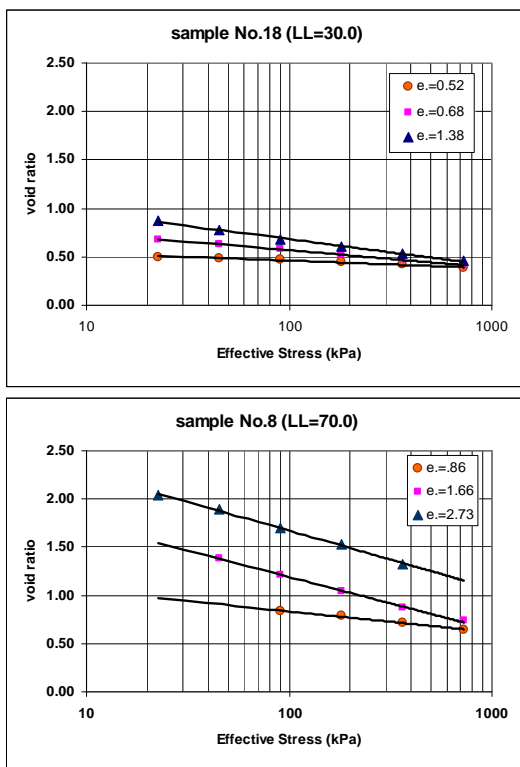 sample No.18 (LL=30.0)
2.50
2.00
1.50
1.00
0.50
0.00
void ratio
e.=0.52
e.=0.68
e.=1.38
10
100
1000
Effective Stress (kPa)
sample No.8 (LL=70.0)
2.50
2.00
1.50
1.00
0.50
0.00
void ratio
e.=.86
e.=1.66
e.=2.73
10
100
1000
Effective Stress (kPa)